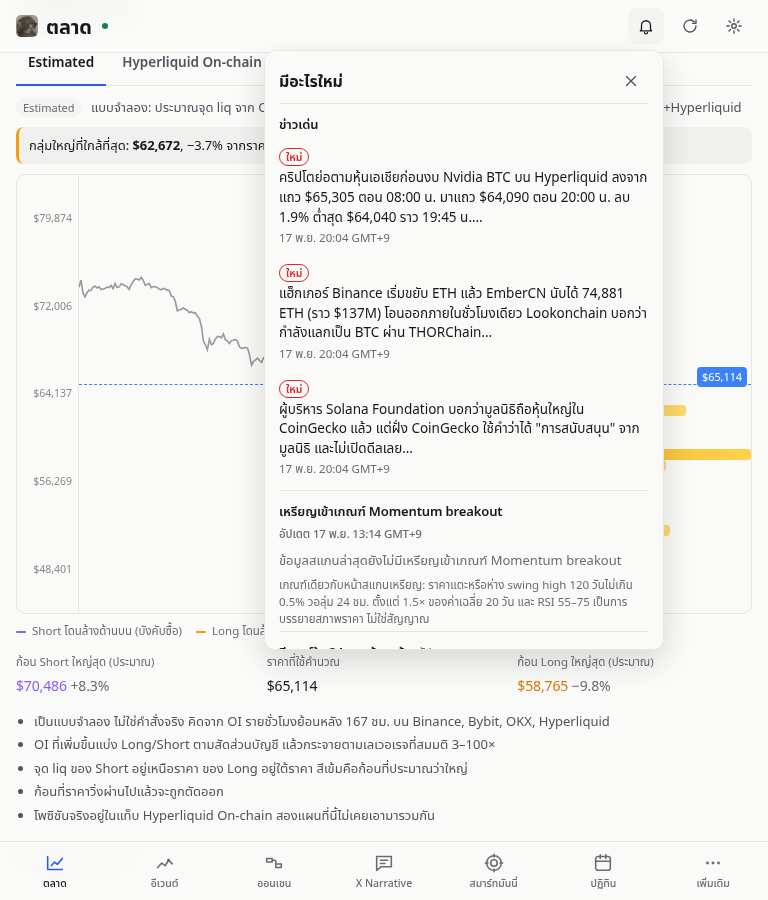 ตลาด
Estimated
Hyperliquid On-chain
Estimated
แบบจำลอง: ประมาณจุด liq จาก
+Hyperliquid
กลุ่มใหญ่ที่ใกล้ที่สุด: $62,672, −3.7% จากราค
$79,874
$72,006
$64,137
$56,269
$48,401
$65,114
มีอะไรใหม่
ข่าวเด่น
ใหม่
คริปโตย่อตามหุ้นเอเชียก่อนงบ Nvidia BTC บน Hyperliquid ลงจาก
แถว $65,305 ตอน 08:00 น. มาแถว $64,090 ตอน 20:00 น. ลบ
1.9% ต่ำสุด $64,040 ราว 19:45 น.…
17 พ.ย. 20:04 GMT+9
ใหม่
แฮ็กเกอร์ Binance เริ่มขยับ ETH แล้ว EmberCN นับได้ 74,881
ETH (ราว $137M) โอนออกภายในชั่วโมงเดียว Lookonchain บอกว่า
กำลังแลกเป็น BTC ผ่าน THORChain…
17 พ.ย. 20:04 GMT+9
ใหม่
ผู้บริหาร Solana Foundation บอกว่ามูลนิธิถือหุ้นใหญ่ใน
CoinGecko แล้ว แต่ฝั่ง CoinGecko ใช้คำว่าได้ "การสนับสนุน" จาก
มูลนิธิ และไม่เปิดดีลเลย…
17 พ.ย. 20:04 GMT+9
เหรียญเข้าเกณฑ์ Momentum breakout
อัปเดต 17 พ.ย. 13:14 GMT+9
ข้อมูลสแกนล่าสุดยังไม่มีเหรียญเข้าเกณฑ์ Momentum breakout
เกณฑ์เดียวกับหน้าสแกนเหรียญ: ราคาแตะหรือห่าง swing high 120 วันไม่เกิน
0.5% วอลุ่ม 24 ชม. ตั้งแต่ 1.5× ของค่าเฉลี่ย 20 วัน และ RSI 55–75 เป็นการ
บรรยายสภาพราคา ไม่ใช่สัญญาณ
Short โดนล้างด้านบน (บังคับซื้อ)
Long โดนล้
ก้อน Short ใหญ่สุด (ประมาณ)
ราคาที่ใช้คำนวณ
ก้อน Long ใหญ่สุด (ประมาณ)
$70,486 +8.3%
$65,114
$58,765 −9.8%
เป็นแบบจำลอง ไม่ใช่คำสั่งจริง คิดจาก OI รายชั่วโมงย้อนหลัง 167 ชม. บน Binance, Bybit, OKX, Hyperliquid
OI ที่เพิ่มขึ้นแบ่ง Long/Short ตามสัดส่วนบัญชี แล้วกระจายตามเลเวอเรจที่สมมติ 3–100×
จุด liq ของ Short อยู่เหนือราคา ของ Long อยู่ใต้ราคา สีเข้มคือก้อนที่ประมาณว่าใหญ่
ก้อนที่ราคาวิ่งผ่านไปแล้วจะถูกตัดออก
โพซิชันจริงอยู่ในแท็บ Hyperliquid On-chain สองแผนที่นี้ไม่เคยเอามารวมกัน
ตลาด
อีเวนต์
ออนเชน
X Narrative
สมาร์ทมันนี่
ปฏิทิน
เพิ่มเติม